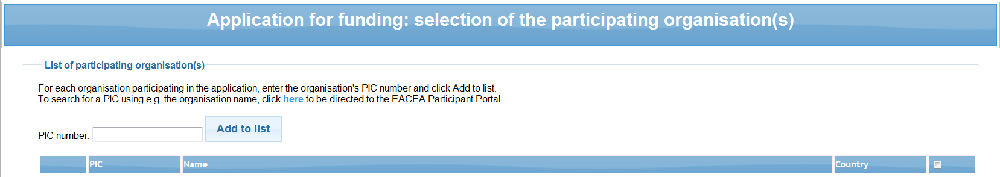 Application for funding: selection of the participating organisation(s)
List of participating organisation(s)
For each organisation participating in the application, enter the organisation's PIC number and click Add to list.
To search for a PIC using e.g. the organisation name, click here to be directed to the EACEA Participant Portal.
PIC number: Add to list
PIC Name Country